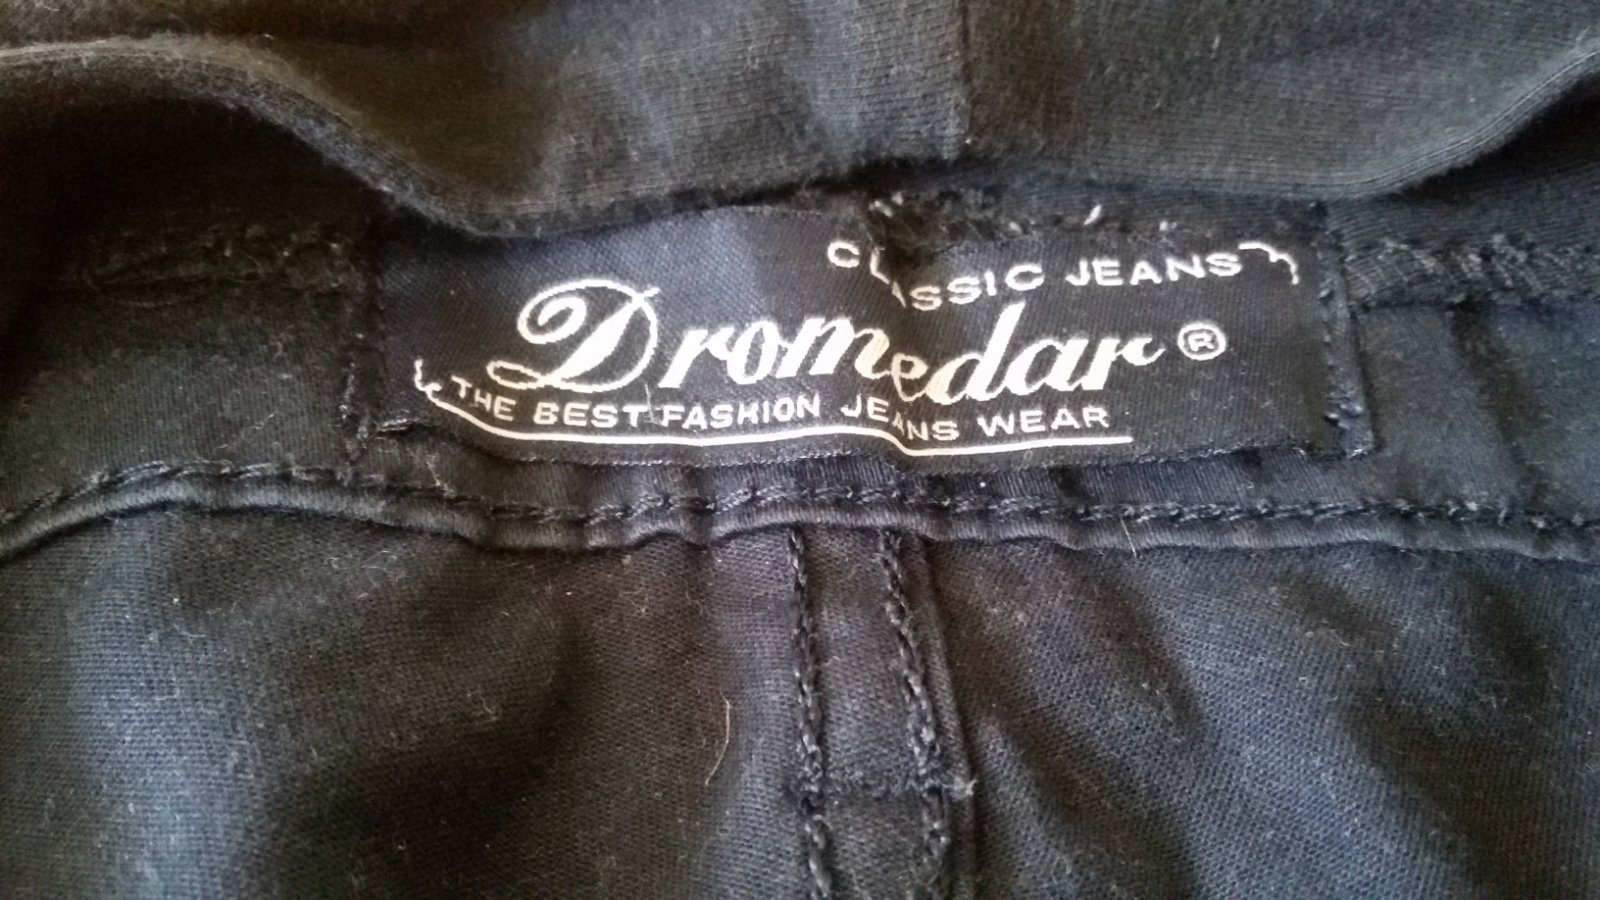 CLASSIC JEANS
Dromedar ®
THE BEST FASHION JEANS WEAR